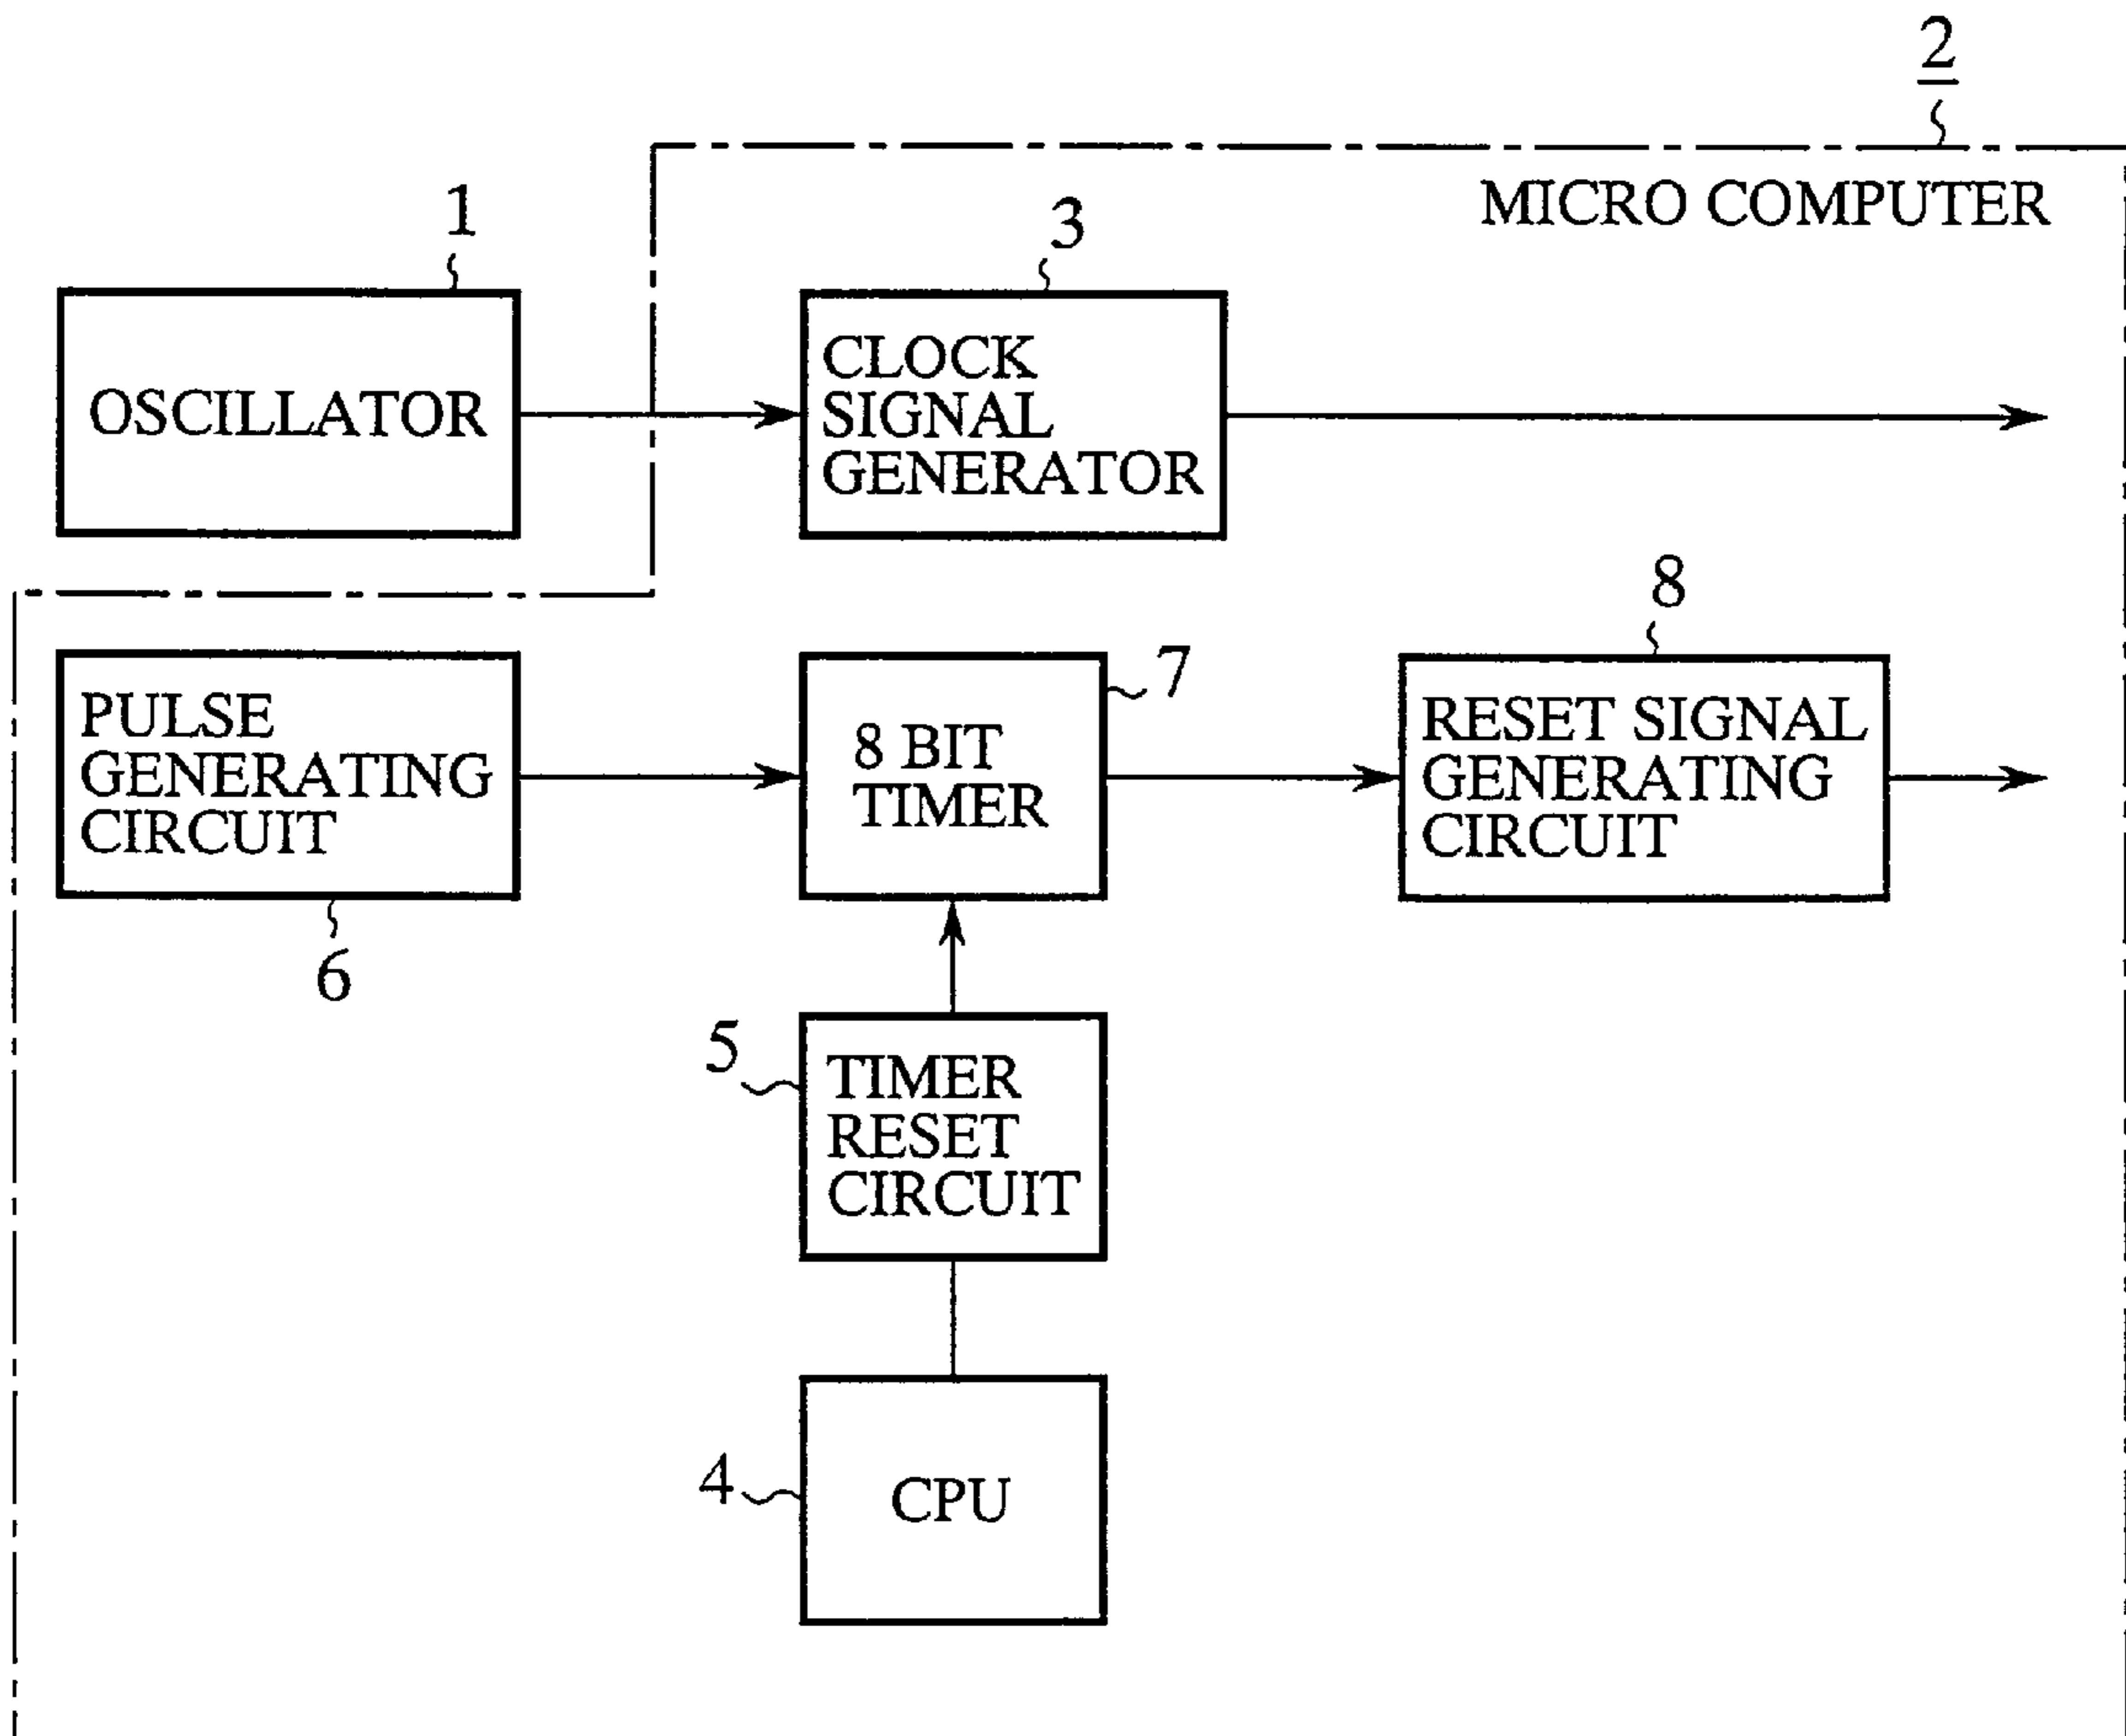 2
MICRO COMPUTER
1
3
OSCILLATOR
CLOCK
SIGNAL
GENERATOR
8
PULSE
GENERATING
CIRCUIT
6
7
8 BIT
TIMER
RESET SIGNAL
GENERATING
CIRCUIT
5
TIMER
RESET
CIRCUIT
4
CPU